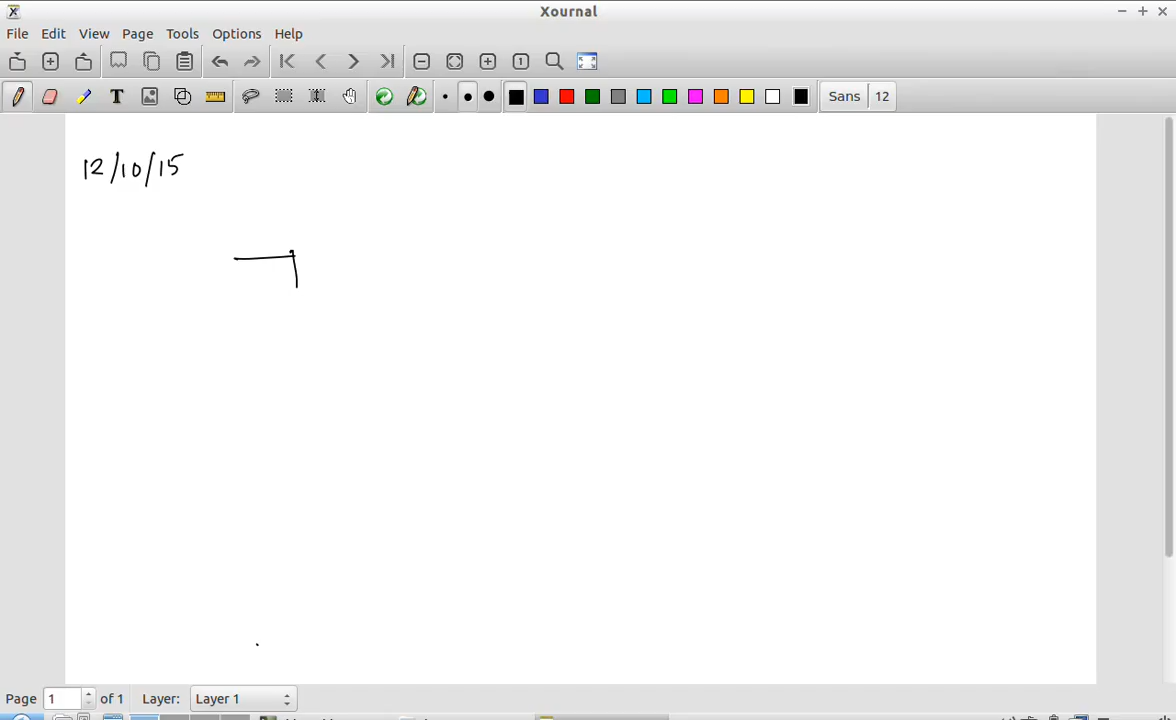 Xournal
File Edit View Page Tools Options Help
T Sans 12
12/10/15
Page 1 of 1 Layer: Layer 1